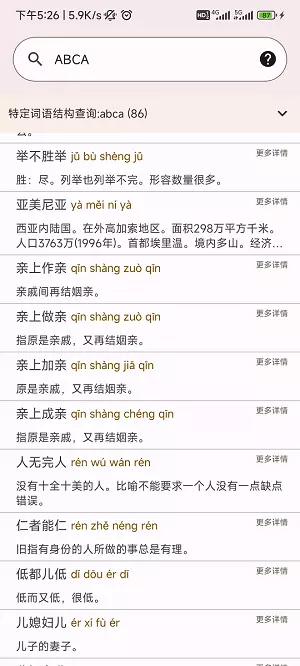 下午5:26 | 5.9K/s
HD 4G 5G 87
ABCA
特定词语结构查询:abca (86)
举不胜举 jǔ bù shèng jǔ 更多详情
胜：尽。列举也列举不完。形容数量很多。
亚美尼亚 yà měi ní yà 更多详情
西亚内陆国。在外高加索地区。面积298万平方千米。
人口3763万(1996年)。首都埃里温。境内多山。经济...
亲上作亲 qīn shàng zuò qīn 更多详情
亲戚间再结姻亲。
亲上做亲 qīn shàng zuò qīn 更多详情
指原是亲戚，又再结姻亲。
亲上加亲 qīn shàng jiā qīn 更多详情
原是亲戚，又再结姻亲。
亲上成亲 qīn shàng chéng qīn 更多详情
指原是亲戚，又再结姻亲。
人无完人 rén wú wán rén 更多详情
没有十全十美的人。比喻不能要求一个人没有一点缺点
错误。
仁者能仁 rén zhě néng rén 更多详情
旧指有身份的人所做的事总是有理。
低都儿低 dī dōu ér dī 更多详情
低而又低，很低。
儿媳妇儿 ér xí fù ér 更多详情
儿子的妻子。